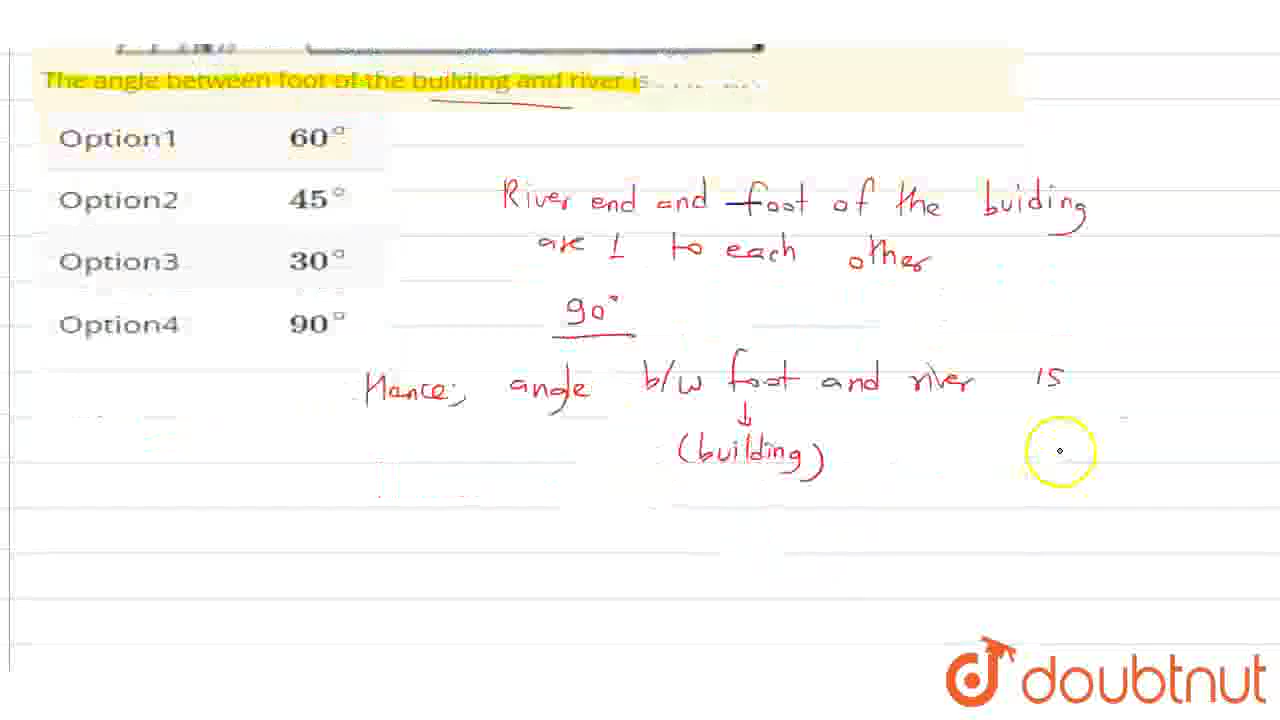 The angle between foot of the building and river is
Option1 60°
Option2 45°
Option3 30°
Option4 90°
River end and foot of the buiding
are ⊥ to each other
90°
Hence; angle b/w foot and river is
↓
(building)
doubtnut